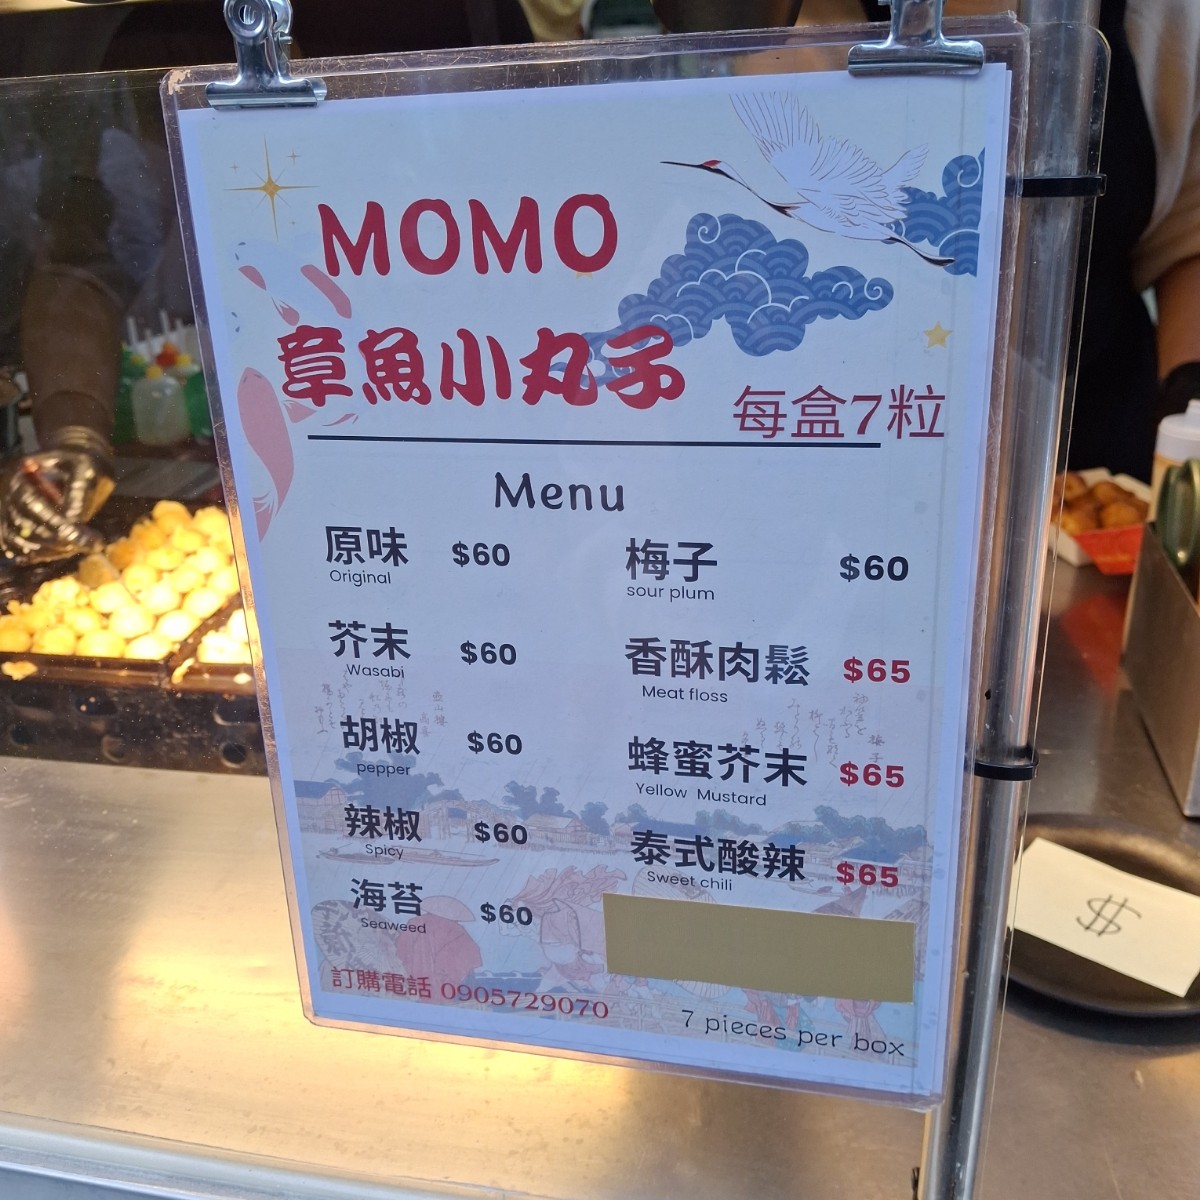 MOMO
章魚小丸子
每盒7粒
Menu
原味 $60
Original
芥末 $60
Wasabi
胡椒 $60
pepper
辣椒 $60
Spicy
海苔 $60
Seaweed
梅子 $60
sour plum
香酥肉鬆 $65
Meat floss
蜂蜜芥末 $65
Yellow Mustard
泰式酸辣 $65
Sweet chili
訂購電話 0905729070
7 pieces per box
$